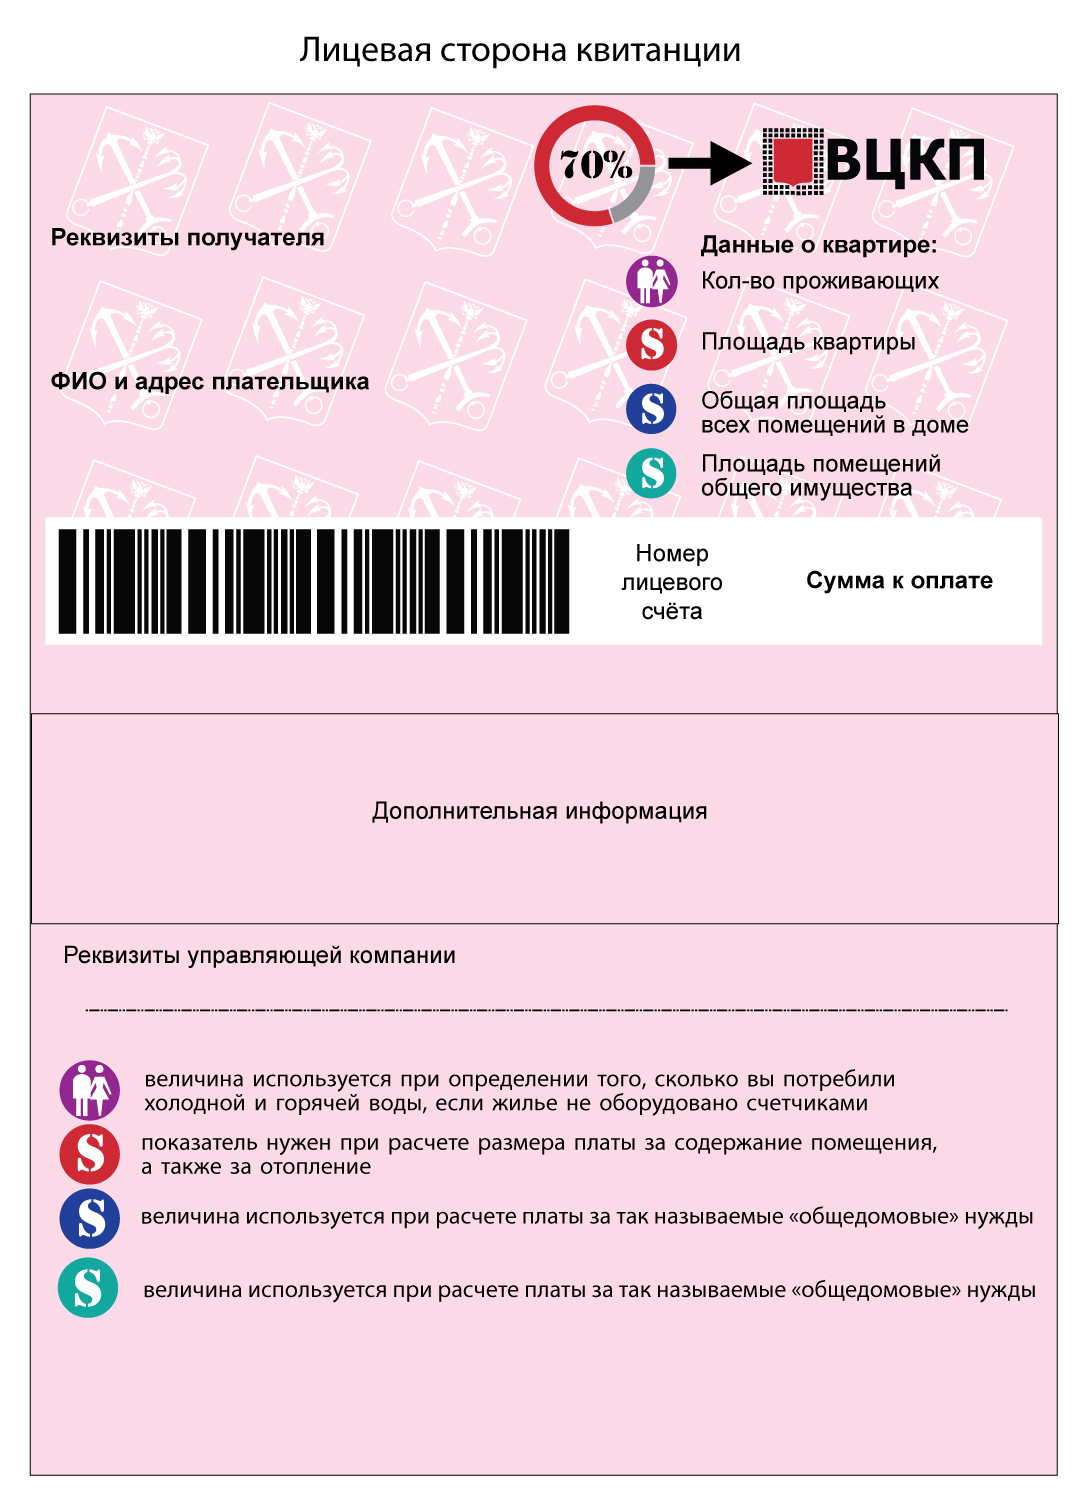 Лицевая сторона квитанции
70%
ВЦКП
Реквизиты получателя
Данные о квартире:
Кол-во проживающих
S
Площадь квартиры
ФИО и адрес плательщика
S
Общая площадь
всех помещений в доме
S
Площадь помещений
общего имущества
Номер
лицевого
счёта
Сумма к оплате
Дополнительная информация
Реквизиты управляющей компании
величина используется при определении того, сколько вы потребили
холодной и горячей воды, если жилье не оборудовано счетчиками
S
показатель нужен при расчете размера платы за содержание помещения,
а также за отопление
S
величина используется при расчете платы за так называемые «общедомовые» нужды
S
величина используется при расчете платы за так называемые «общедомовые» нужды